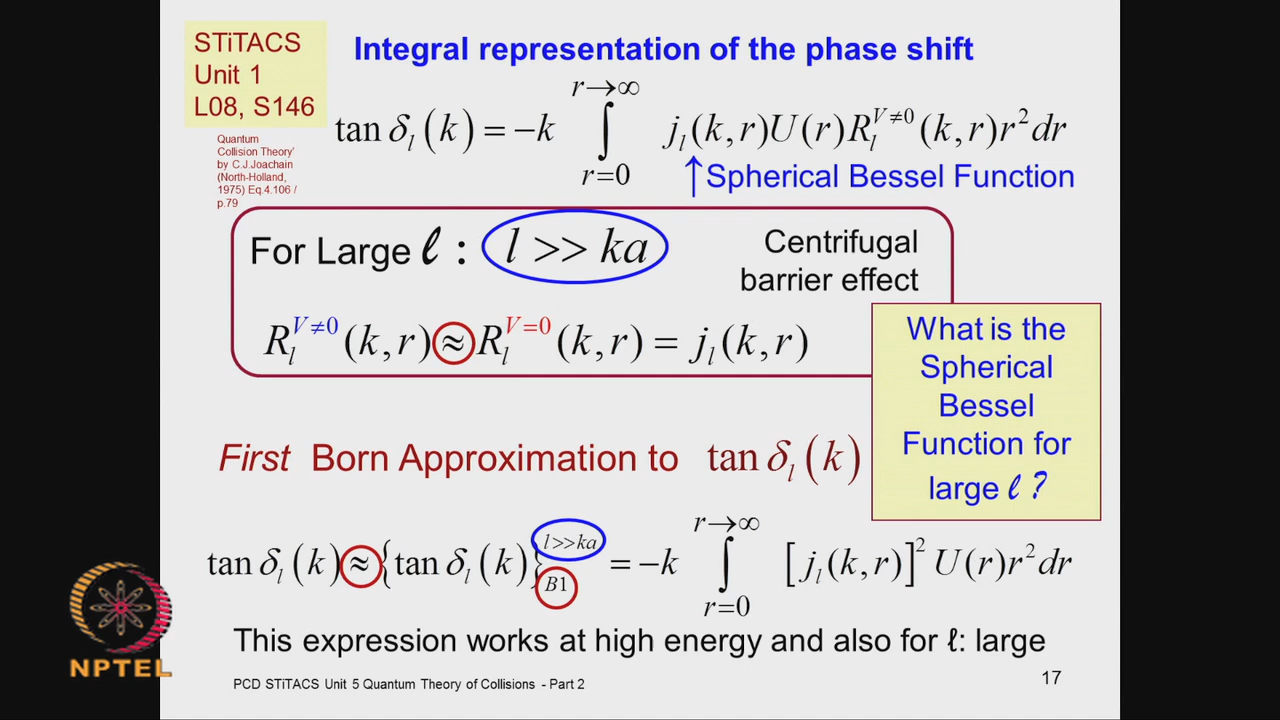 STiTACS
Unit 1
L08, S146
Integral representation of the phase shift
Quantum
Collision Theory’
by C.J.Joachain
(North-Holland,
1975) Eq.4.106 /
p.79
tan δ_l (k) = −k ∫_{r=0}^{r→∞} j_l (k,r)U(r)R_l^{V≠0} (k,r)r² dr
↑Spherical Bessel Function
For Large ℓ : l >> ka
Centrifugal
barrier effect
R_l^{V≠0} (k,r) ≈ R_l^{V=0} (k,r) = j_l (k,r)
What is the
Spherical
Bessel
Function for
large ℓ ?
First Born Approximation to tan δ_l (k)
tan δ_l (k) ≈ {tan δ_l (k)}_{B1}^{l>>ka} = −k ∫_{r=0}^{r→∞} [j_l (k,r)]² U(r)r² dr
This expression works at high energy and also for ℓ: large
NPTEL
PCD STiTACS Unit 5 Quantum Theory of Collisions - Part 2
17